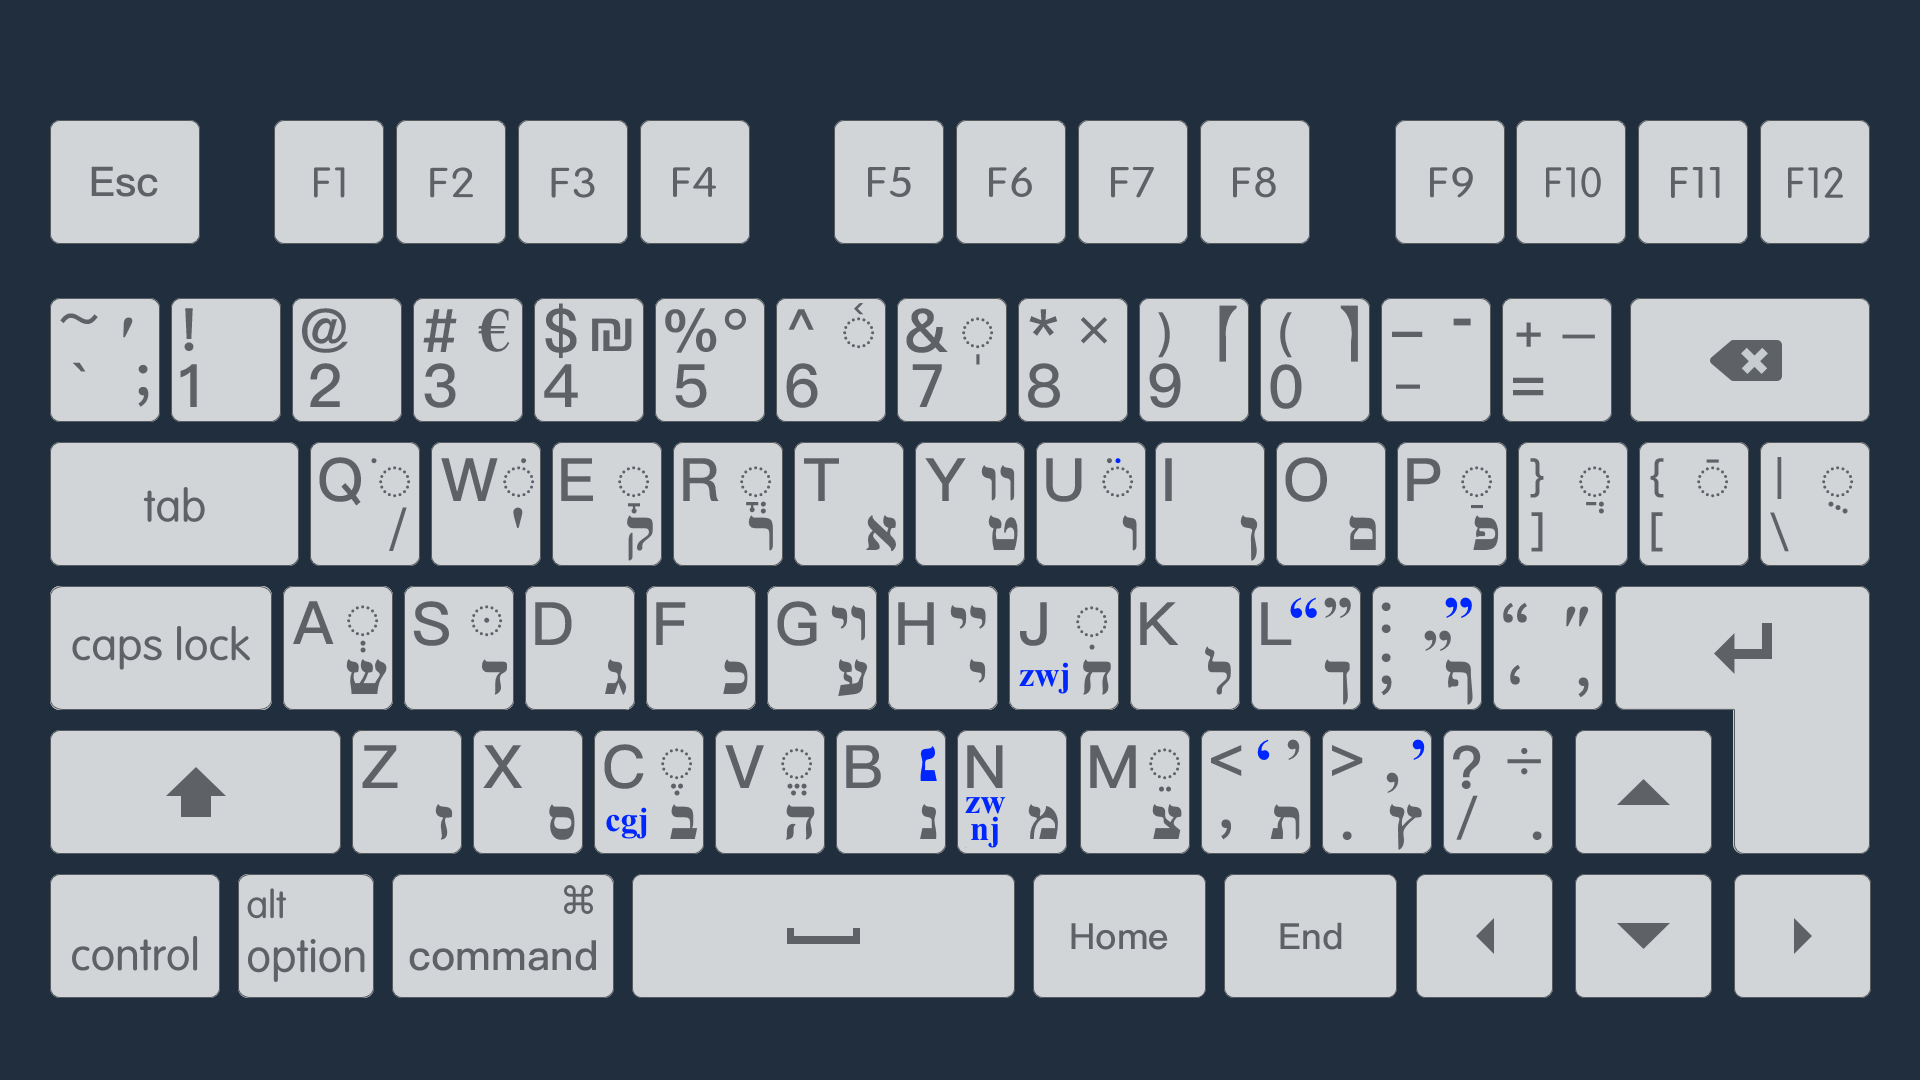 Esc F1 F2 F3 F4 F5 F6 F7 F8 F9 F10 F11 F12
~ ′ ` ; ! 1 @ 2 # € 3 $ ₪ 4 % ° 5 ^ ◌֝ 6 & ◌ֽ 7 * × 8 ) 9 ( 0 – ־ - + − =
tab Q / W ׳ E ◌ֳ ק R ר T א Y װ ט U ו I ן O ם P ◌ַ פ } ] { [ ◌ֿ | \ ◌ֻ
caps lock A ◌ְ ש S ◌ּ ד D ג F כ G ױ ע H ײ י J ◌ִ zwj ח K ל L “ ” ך : ; ” „ ף “ ‘ ″ ,
Z ז X ס C ◌ֶ cgj ב V ◌ֱ ה B ׆ נ N zw nj מ M ◌ֵ צ < ‘ ’ , ת > ‚ ’ . ץ ? ÷ / .
control alt option ⌘ command Home End